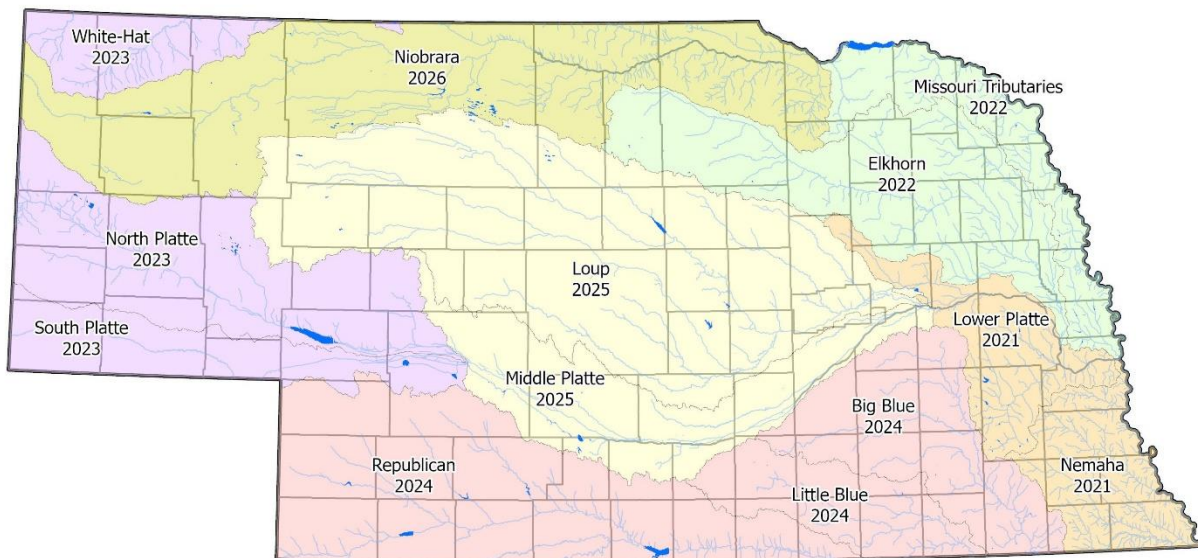 White-Hat
2023
Niobrara
2026
Missouri Tributaries
2022
Elkhorn
2022
North Platte
2023
Loup
2025
South Platte
2023
Lower Platte
2021
Middle Platte
2025
Big Blue
2024
Republican
2024
Little Blue
2024
Nemaha
2021